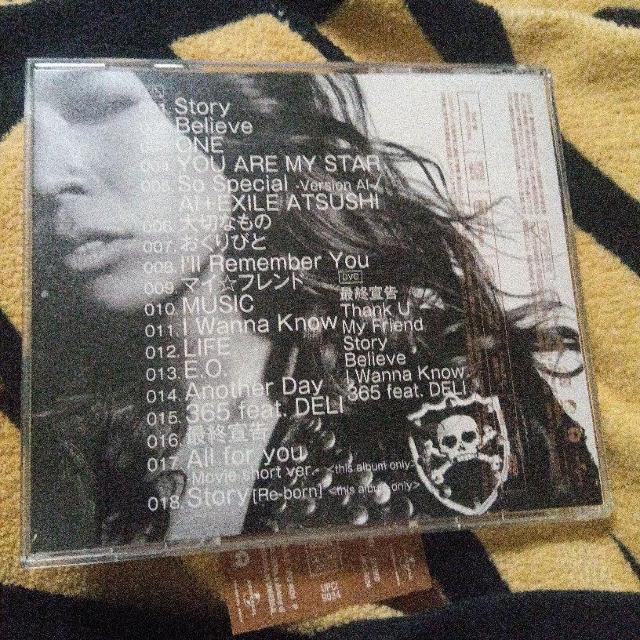 Story
Believe
ONE
004. YOU ARE MY STAR
005. So Special -Version AI-/
AI+EXILE ATSUSHI
006. 大切なもの
007. おくりびと
008. I'll Remember You
009. マイ☆フレンド
010. MUSIC
011. I Wanna Know
012. LIFE
013. E.O.
014. Another Day
015. 365 feat. DELI
016. 最終宣告
017. All for you
Movie short ver. <this album only>
018. Story [Re-born] <this album only>
DVD
最終宣告
Thank U
My Friend
Story
Believe
I Wanna Know
365 feat. DELI